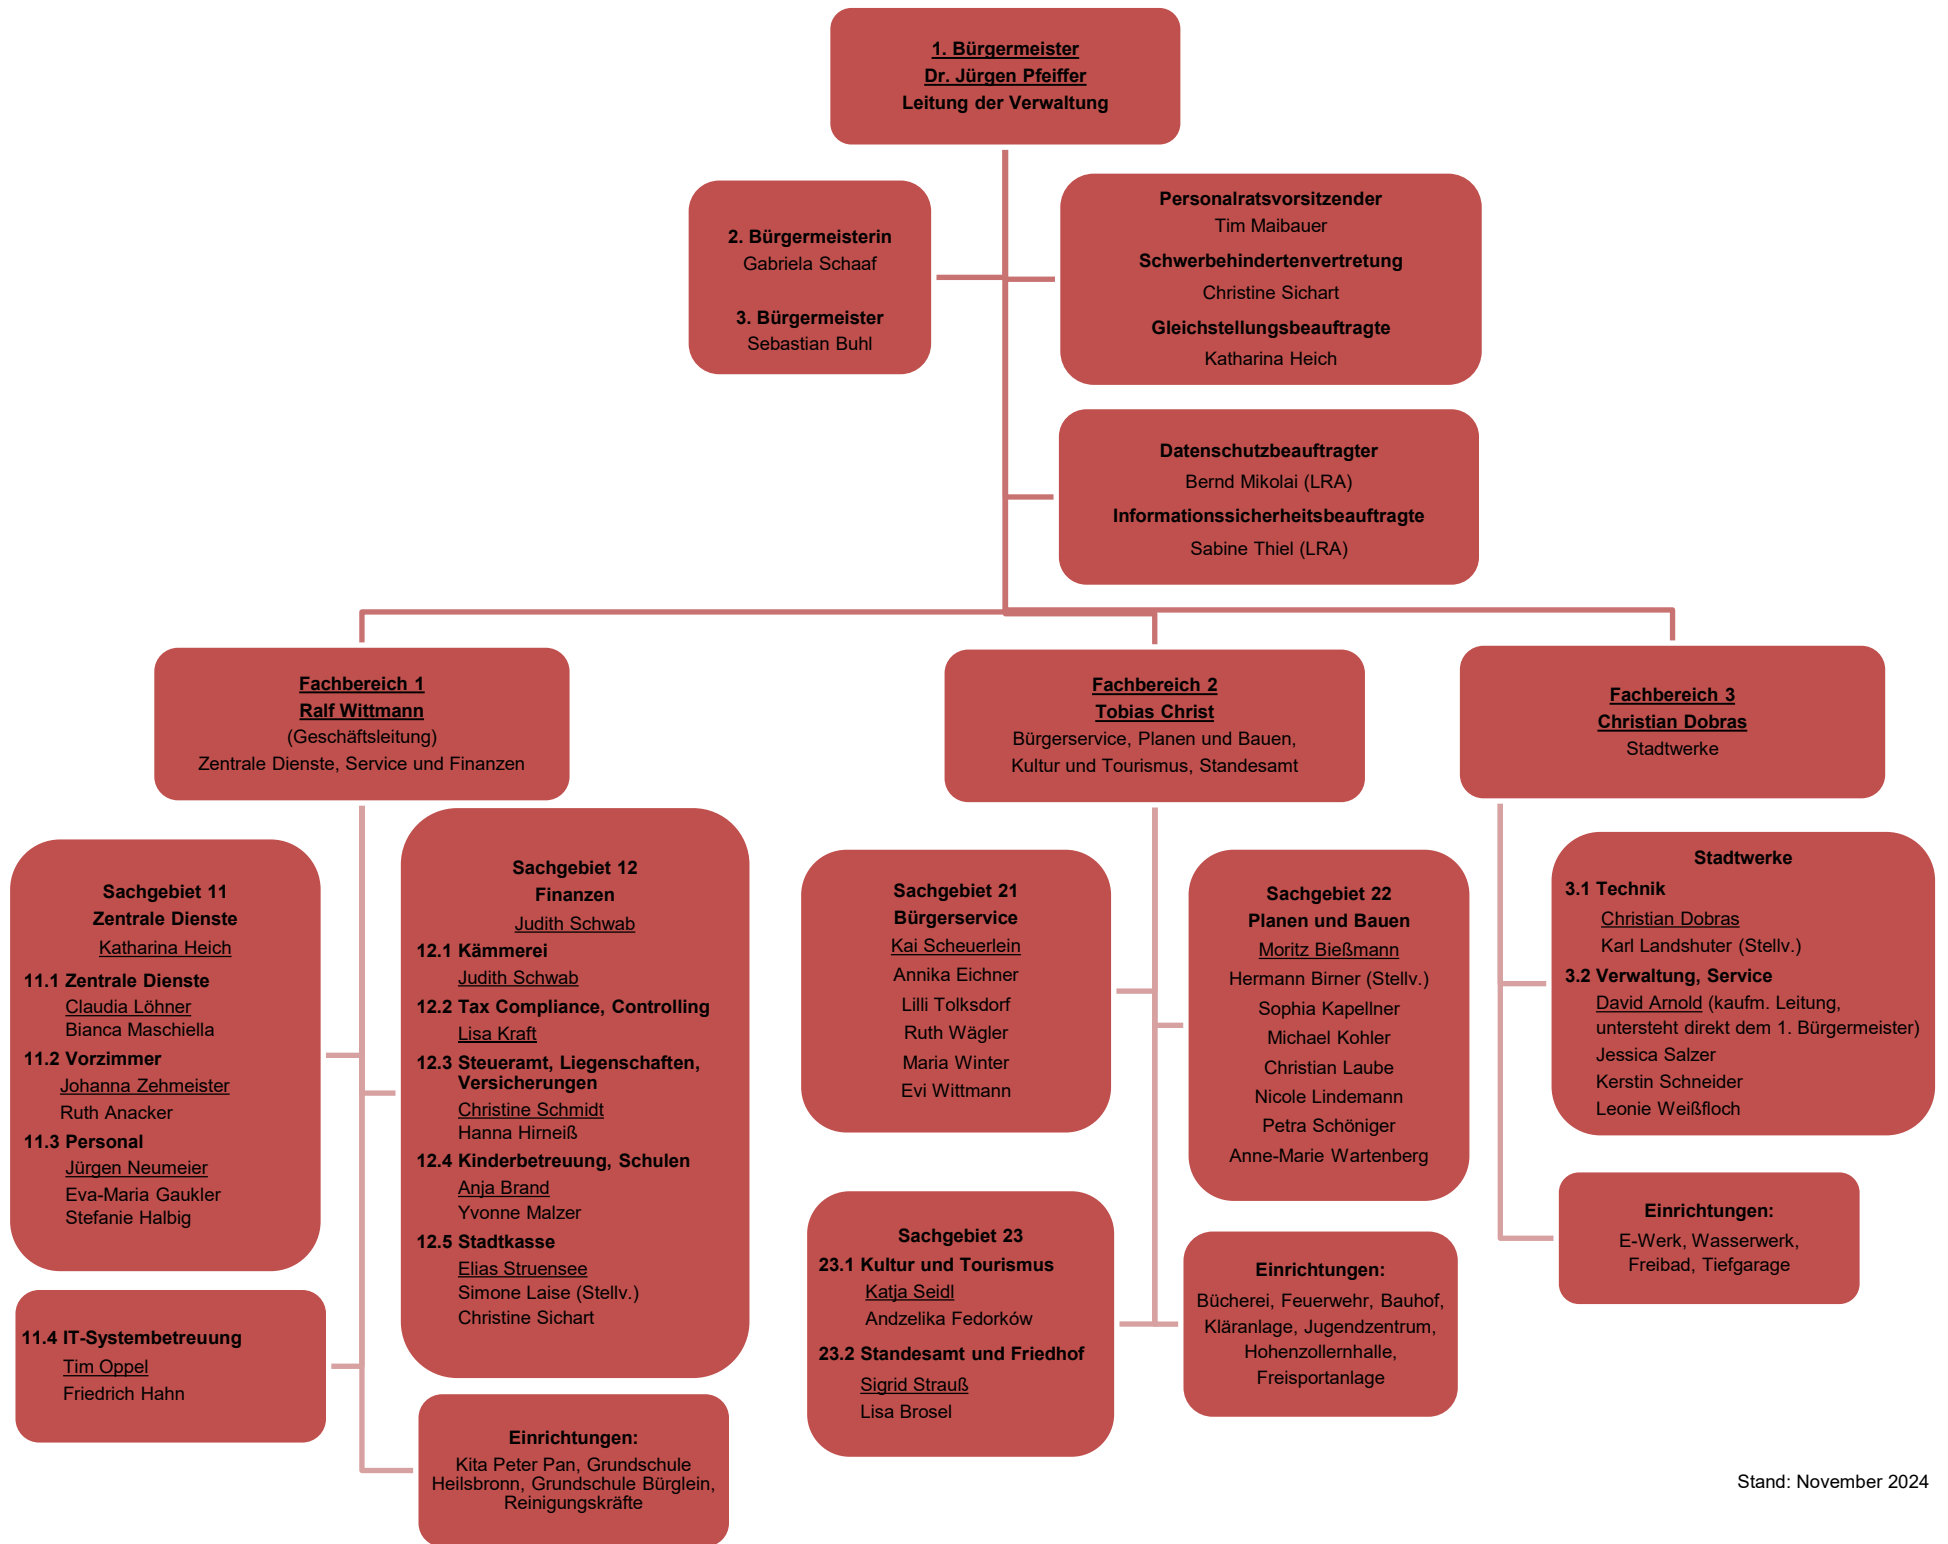 1. Bürgermeister
Dr. Jürgen Pfeiffer
Leitung der Verwaltung
2. Bürgermeisterin
Gabriela Schaaf
3. Bürgermeister
Sebastian Buhl
Personalratsvorsitzender
Tim Maibauer
Schwerbehindertenvertretung
Christine Sichart
Gleichstellungsbeauftragte
Katharina Heich
Datenschutzbeauftragter
Bernd Mikolai (LRA)
Informationssicherheitsbeauftragte
Sabine Thiel (LRA)
Fachbereich 1
Ralf Wittmann
(Geschäftsleitung)
Zentrale Dienste, Service und Finanzen
Fachbereich 2
Tobias Christ
Bürgerservice, Planen und Bauen,
Kultur und Tourismus, Standesamt
Fachbereich 3
Christian Dobras
Stadtwerke
Sachgebiet 11
Zentrale Dienste
Katharina Heich
11.1 Zentrale Dienste
Claudia Löhner
Bianca Maschiella
11.2 Vorzimmer
Johanna Zehmeister
Ruth Anacker
11.3 Personal
Jürgen Neumeier
Eva-Maria Gaukler
Stefanie Halbig
11.4 IT-Systembetreuung
Tim Oppel
Friedrich Hahn
Sachgebiet 12
Finanzen
Judith Schwab
12.1 Kämmerei
Judith Schwab
12.2 Tax Compliance, Controlling
Lisa Kraft
12.3 Steueramt, Liegenschaften,
Versicherungen
Christine Schmidt
Hanna Hirneiß
12.4 Kinderbetreuung, Schulen
Anja Brand
Yvonne Malzer
12.5 Stadtkasse
Elias Struensee
Simone Laise (Stellv.)
Christine Sichart
Einrichtungen:
Kita Peter Pan, Grundschule
Heilsbronn, Grundschule Bürglein,
Reinigungskräfte
Sachgebiet 21
Bürgerservice
Kai Scheuerlein
Annika Eichner
Lilli Tolksdorf
Ruth Wägler
Maria Winter
Evi Wittmann
Sachgebiet 22
Planen und Bauen
Moritz Bießmann
Hermann Birner (Stellv.)
Sophia Kapellner
Michael Kohler
Christian Laube
Nicole Lindemann
Petra Schöniger
Anne-Marie Wartenberg
Sachgebiet 23
23.1 Kultur und Tourismus
Katja Seidl
Andzelika Fedorków
23.2 Standesamt und Friedhof
Sigrid Strauß
Lisa Brosel
Einrichtungen:
Bücherei, Feuerwehr, Bauhof,
Kläranlage, Jugendzentrum,
Hohenzollernhalle,
Freisportanlage
Stadtwerke
3.1 Technik
Christian Dobras
Karl Landshuter (Stellv.)
3.2 Verwaltung, Service
David Arnold (kaufm. Leitung,
untersteht direkt dem 1. Bürgermeister)
Jessica Salzer
Kerstin Schneider
Leonie Weißfloch
Einrichtungen:
E-Werk, Wasserwerk,
Freibad, Tiefgarage
Stand: November 2024